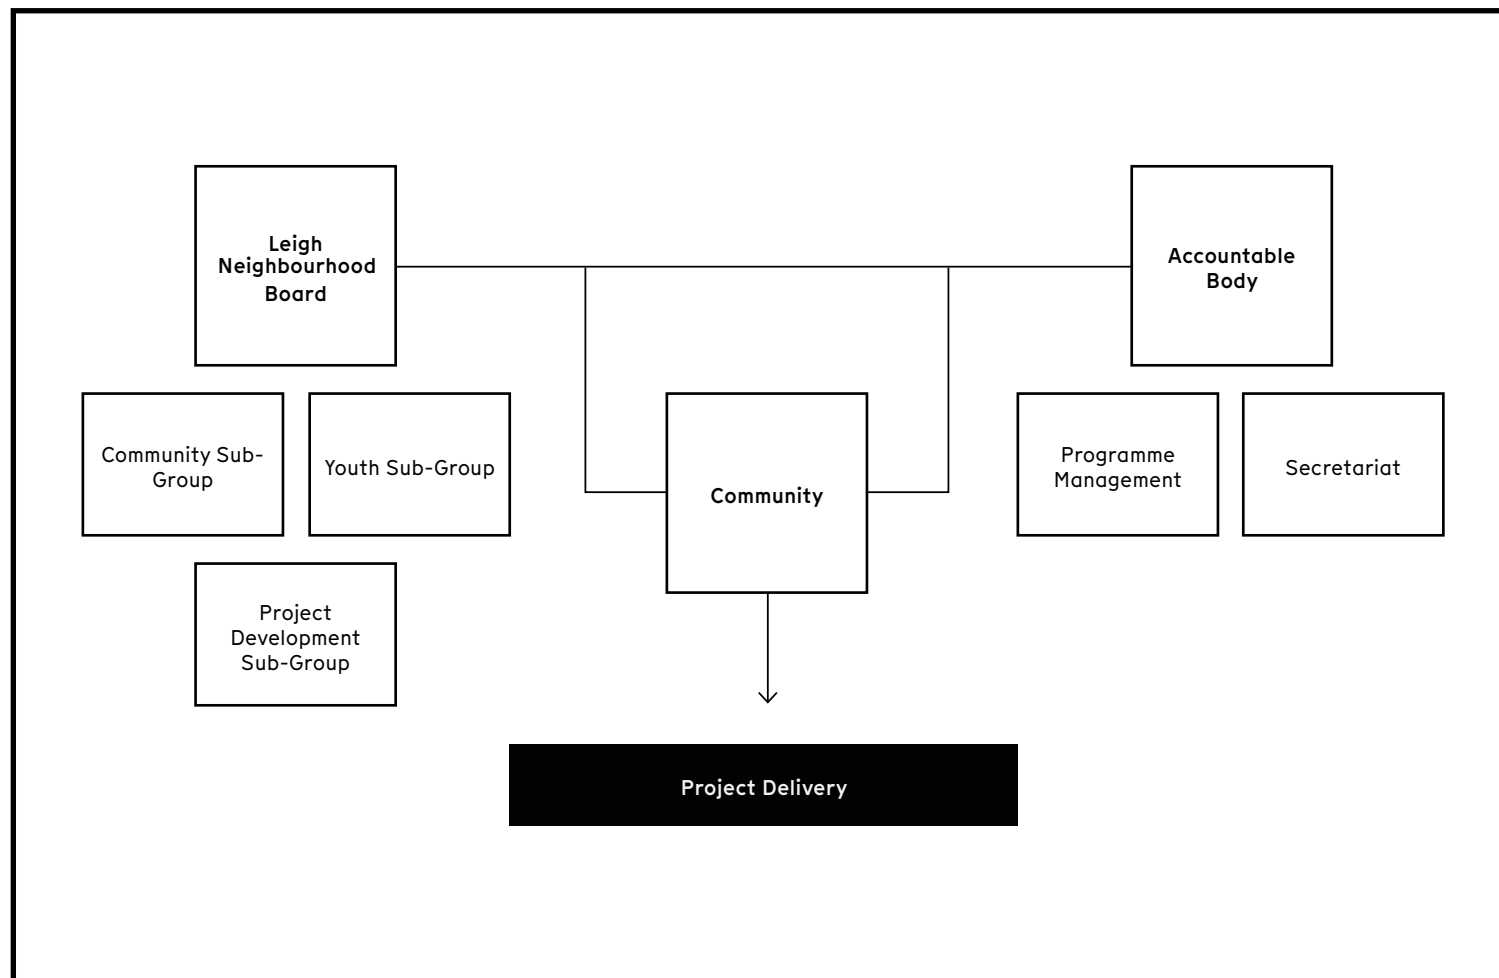 Leigh
Neighbourhood
Board
Accountable
Body
Community Sub-
Group
Youth Sub-Group
Community
Programme
Management
Secretariat
Project
Development
Sub-Group
Project Delivery